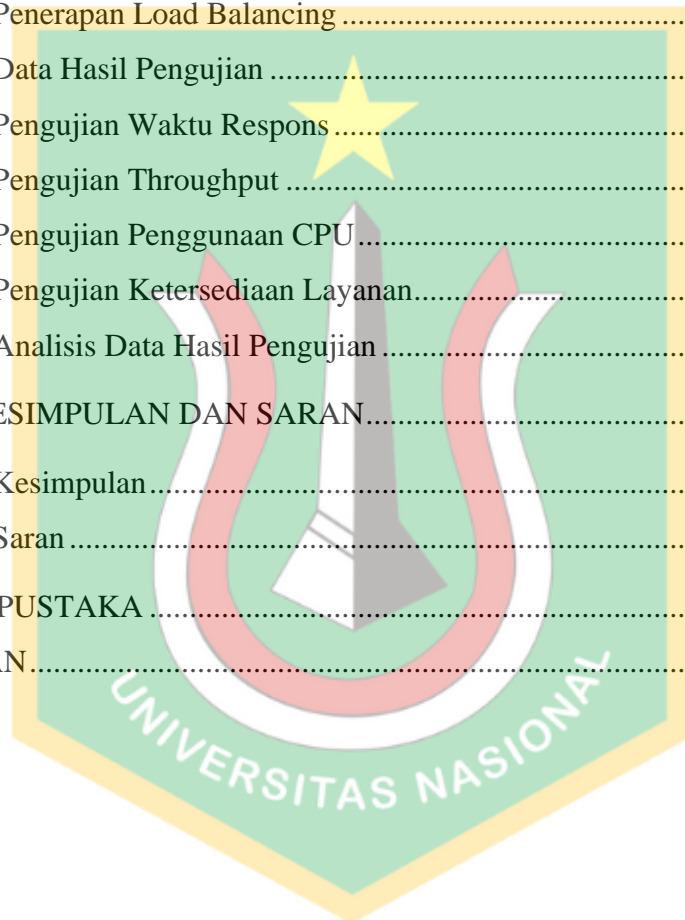 Penerapan Load Balancing ..........................................
Data Hasil Pengujian ..................................................
Pengujian Waktu Respons ..........................................
Pengujian Throughput ................................................
Pengujian Penggunaan CPU.......................................
Pengujian Ketersediaan Layanan................................
Analisis Data Hasil Pengujian ....................................
ESIMPULAN DAN SARAN......................................
Kesimpulan.................................................................
Saran ...........................................................................
PUSTAKA .................................................................
AN................................................................................
UNIVERSITAS NASIONAL